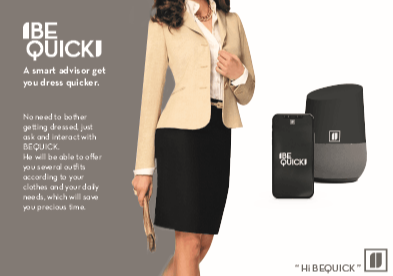 BE
QUICK
A smart advisor get
you dress quicker.
No need to bother
getting dressed, just
ask and interact with
BEQUICK.
He will be able to offer
you several outfits
according to your
clothes and your daily
needs, which will save
you precious time.
BE
QUICK
" Hi BEQUICK "